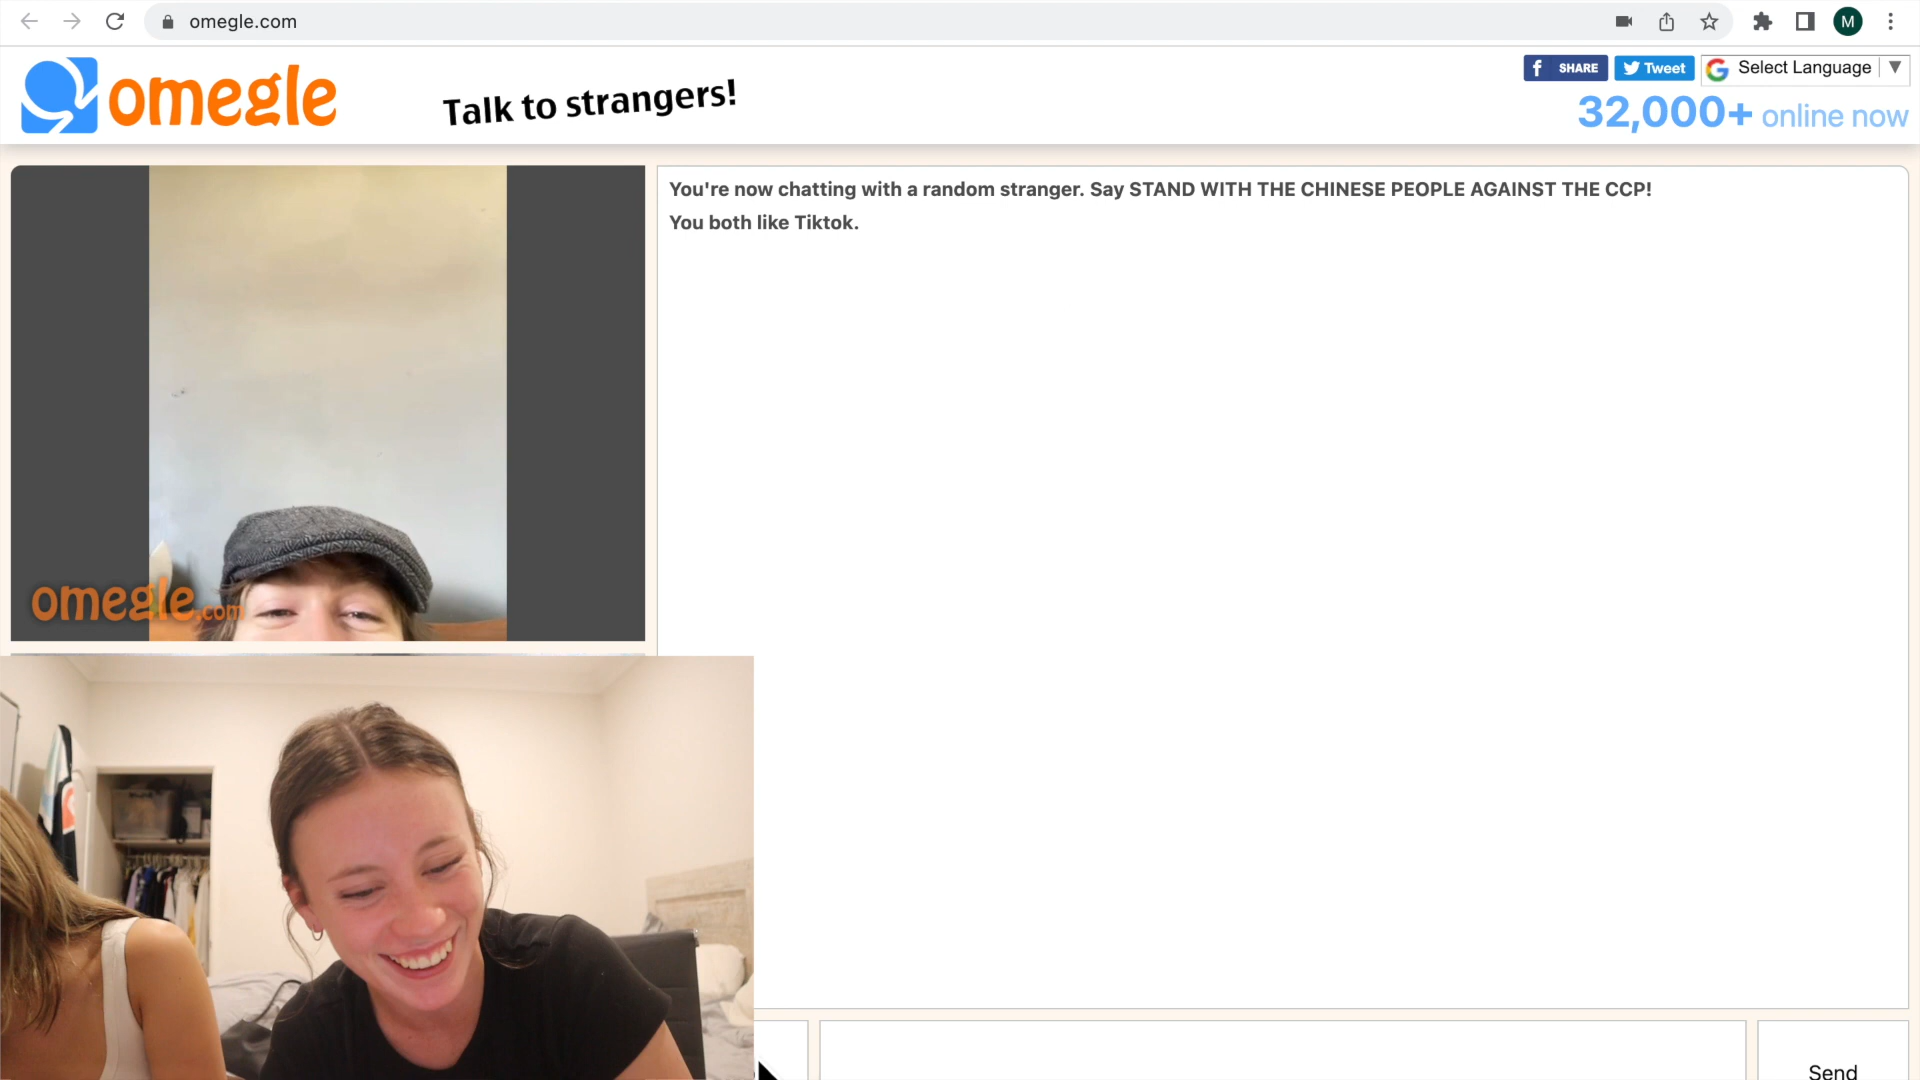 omegle.com
omegle
Talk to strangers!
SHARE
Tweet
Select Language
32,000+ online now
M
You're now chatting with a random stranger. Say STAND WITH THE CHINESE PEOPLE AGAINST THE CCP!
You both like Tiktok.
omegle.com
Send